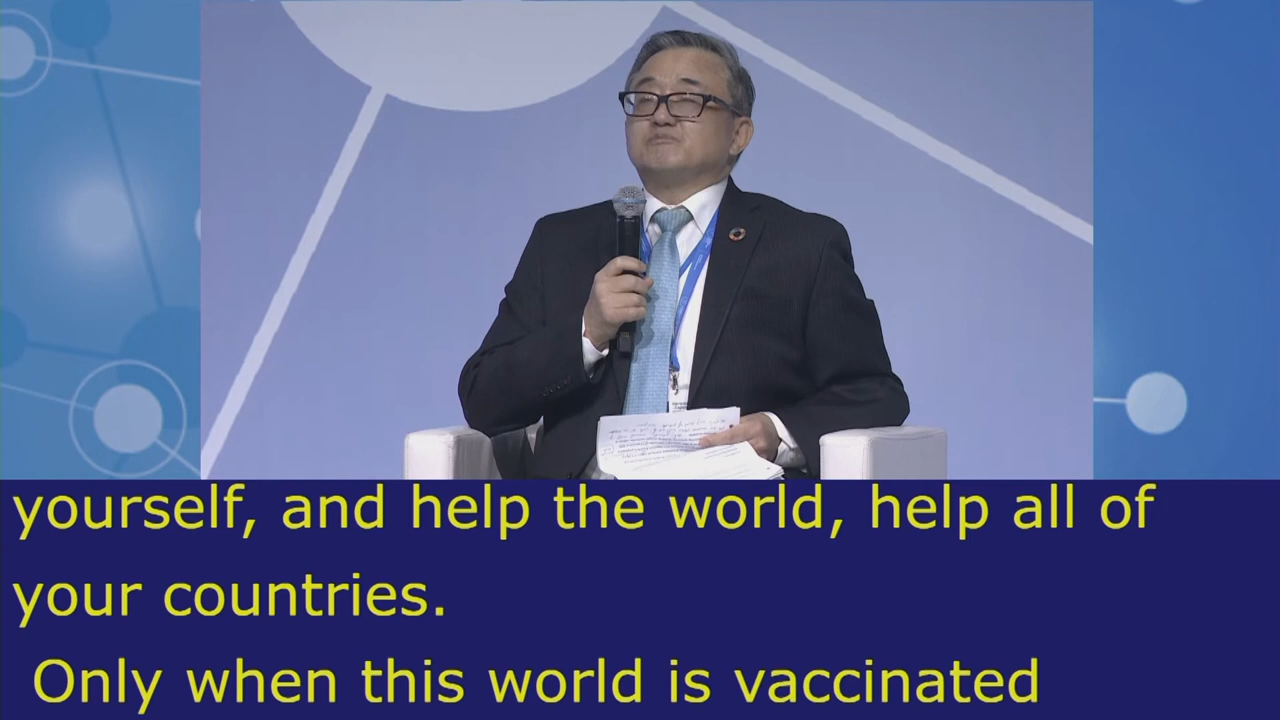 yourself, and help the world, help all of
your countries.
Only when this world is vaccinated